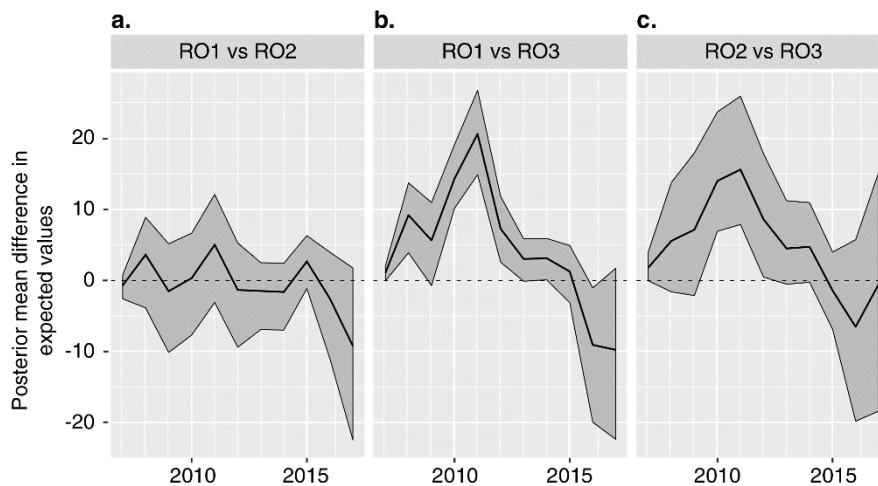 a.
b.
c.
RO1 vs RO2
RO1 vs RO3
RO2 vs RO3
Posterior mean difference in
expected values
20
10
0
-10
-20
2010
2015
2010
2015
2010
2015